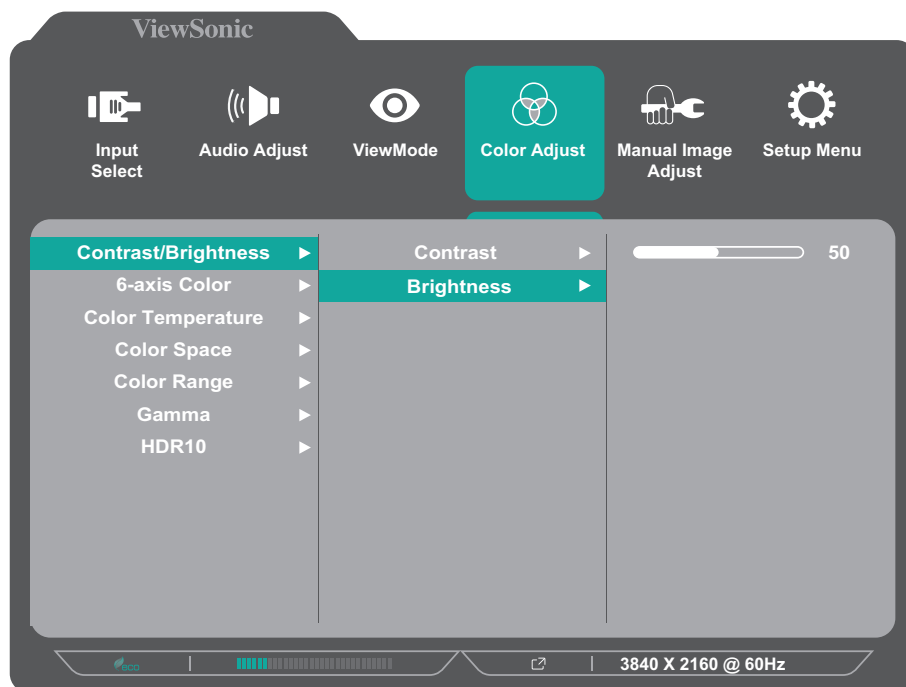 ViewSonic
Input
Select
Audio Adjust
ViewMode
Color Adjust
Manual Image
Adjust
Setup Menu
Contrast/Brightness
6-axis Color
Color Temperature
Color Space
Color Range
Gamma
HDR10
Contrast
Brightness
50
eco
3840 X 2160 @ 60Hz